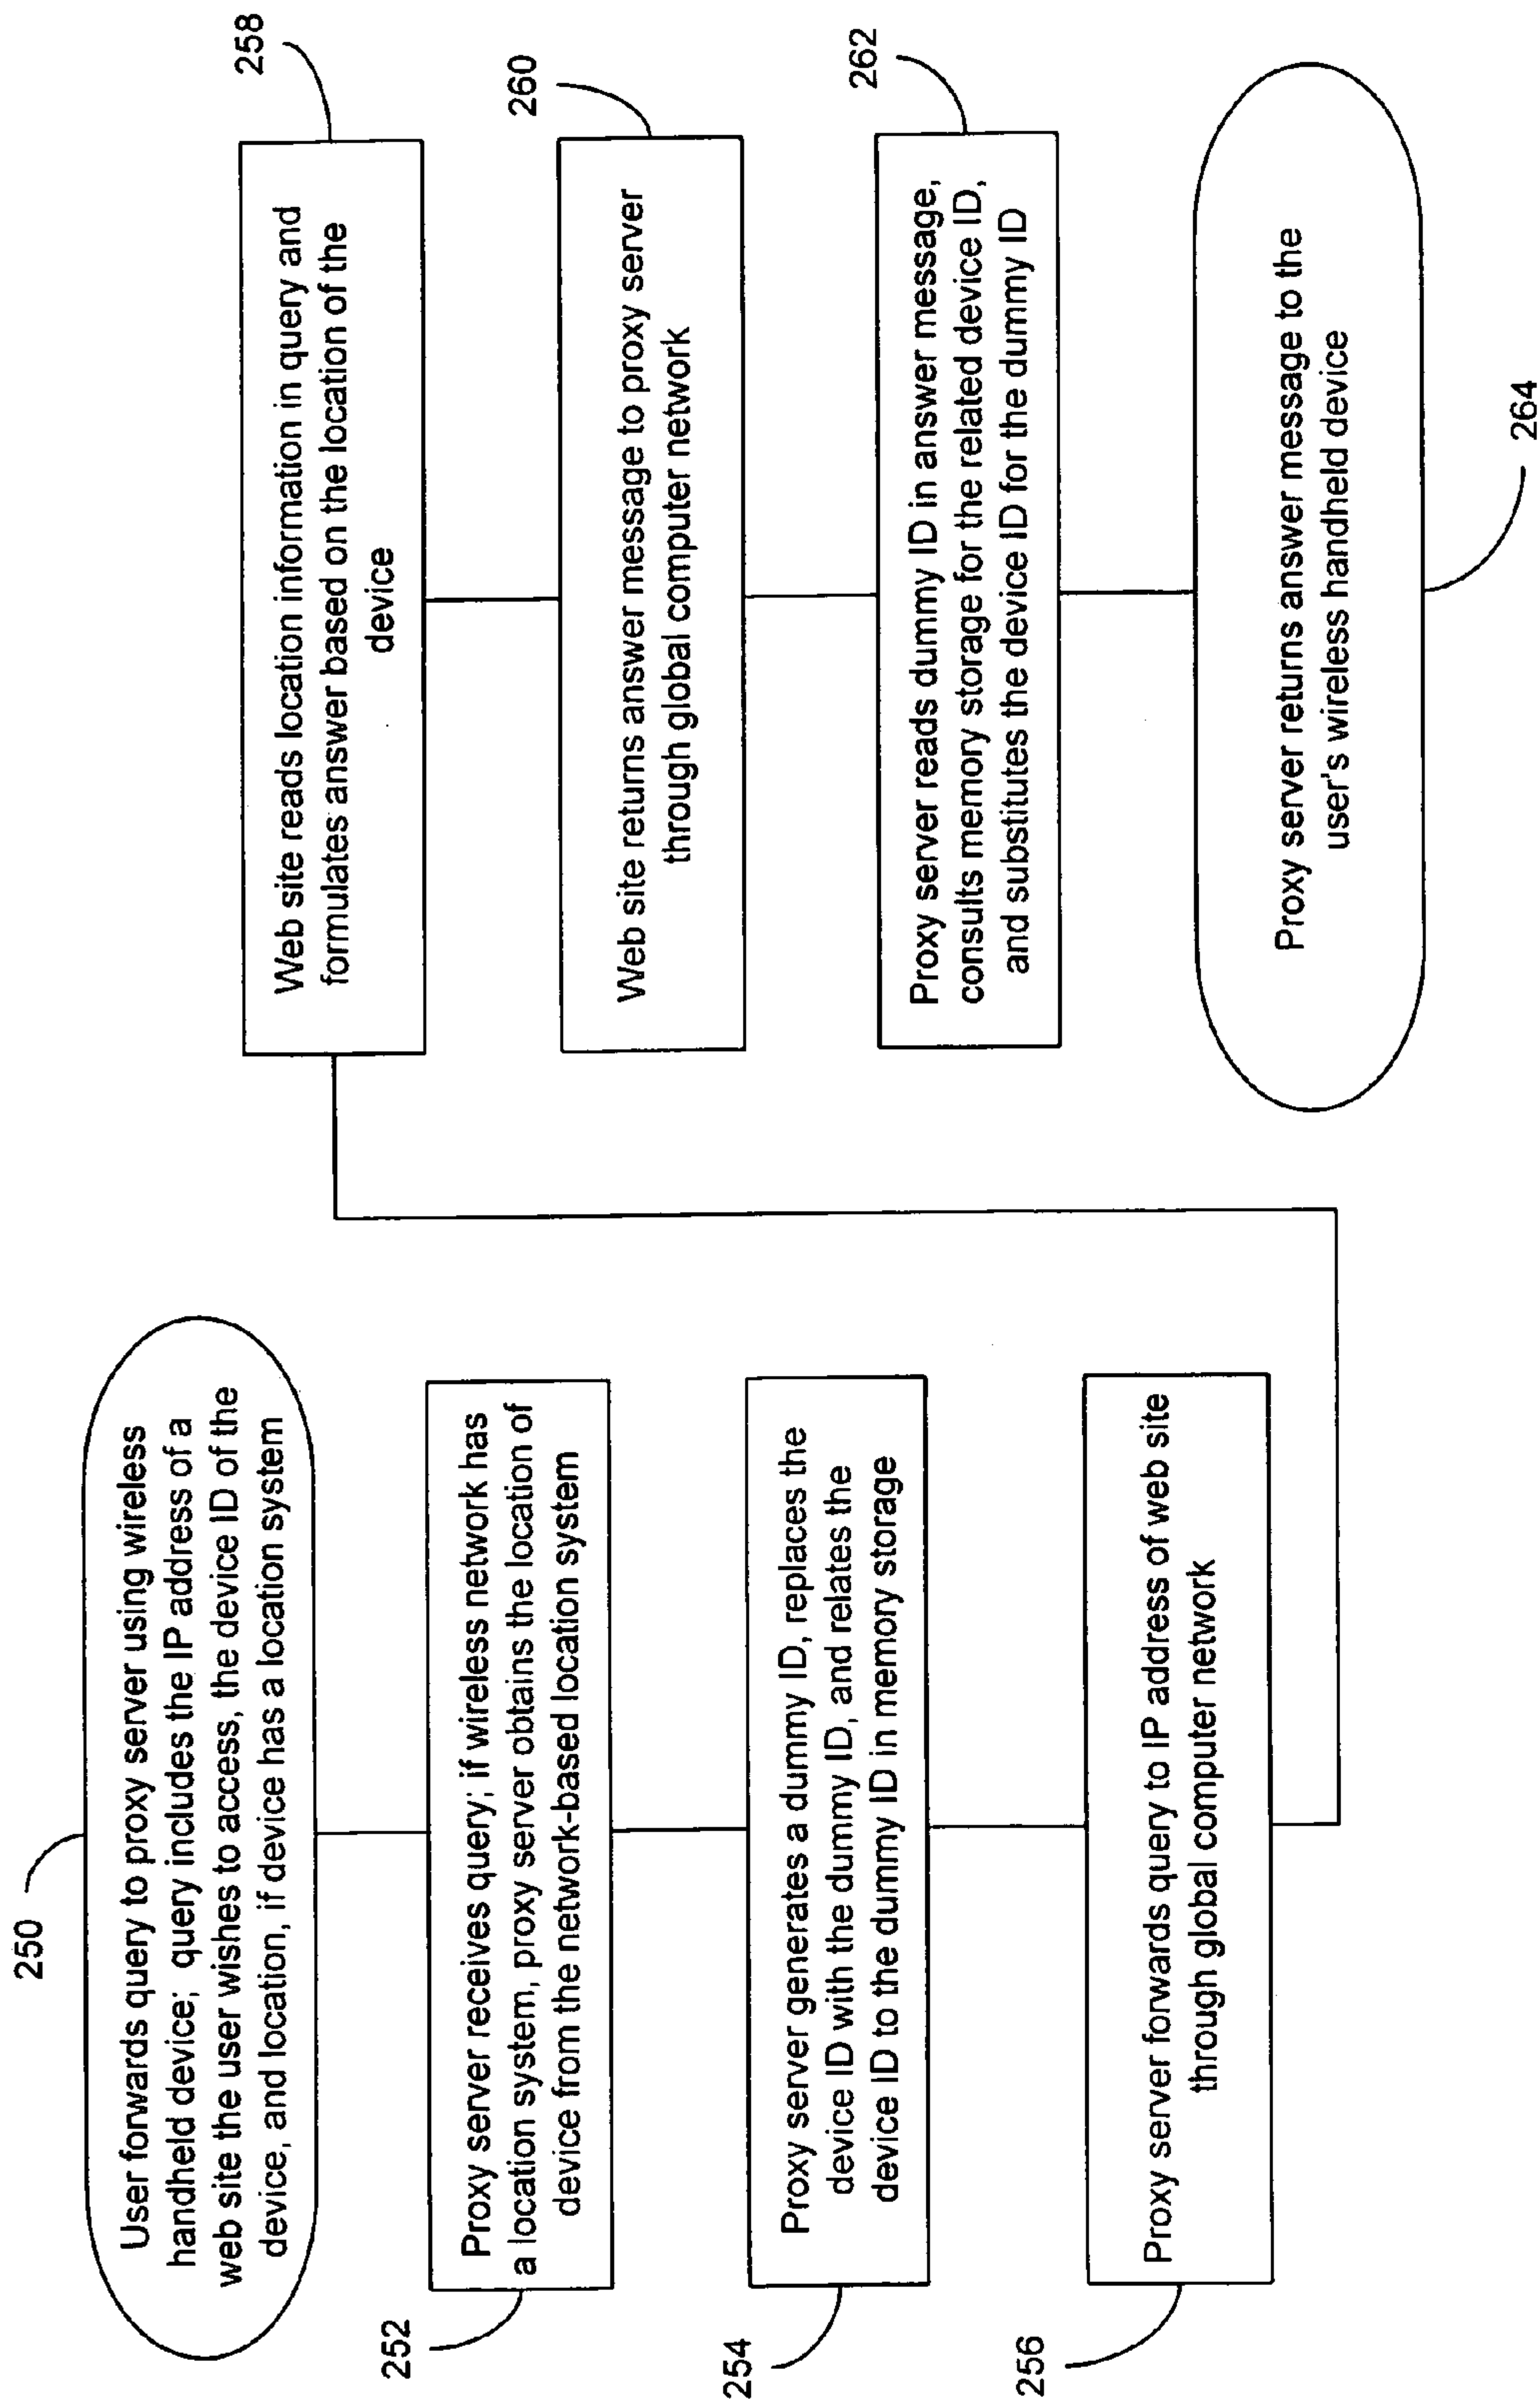 250
User forwards query to proxy server using wireless
handheld device; query includes the IP address of a
web site the user wishes to access, the device ID of the
device, and location, if device has a location system
252
Proxy server receives query; if wireless network has
a location system, proxy server obtains the location of
device from the network-based location system
254
Proxy server generates a dummy ID, replaces the
device ID with the dummy ID, and relates the
device ID to the dummy ID in memory storage
256
Proxy server forwards query to IP address of web site
through global computer network
258
Web site reads location information in query and
formulates answer based on the location of the
device
260
Web site returns answer message to proxy server
through global computer network
262
Proxy server reads dummy ID in answer message,
consults memory storage for the related device ID,
and substitutes the device ID for the dummy ID
Proxy server returns answer message to the
user's wireless handheld device
264